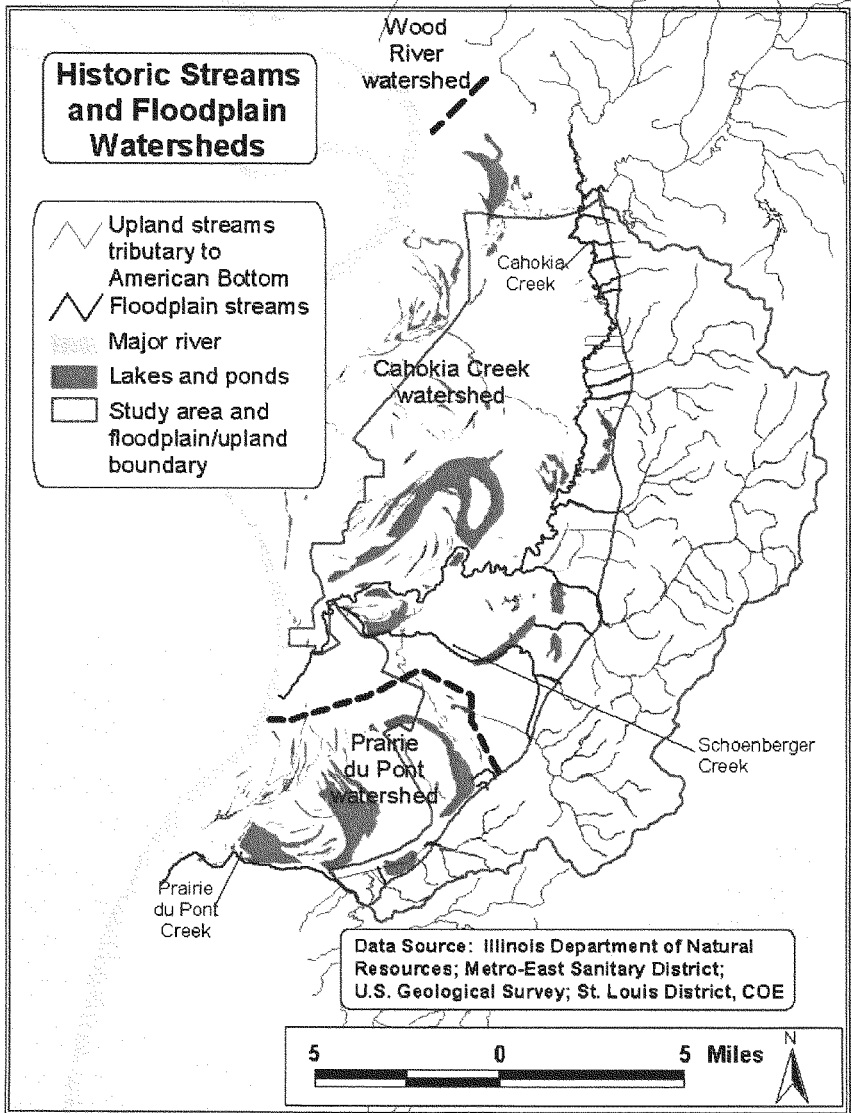 Historic Streams
and Floodplain
Watersheds
Wood
River
watershed
Upland streams
tributary to
American Bottom
Floodplain streams
Major river
Lakes and ponds
Study area and
floodplain/upland
boundary
Cahokia
Creek
Cahokia Creek
watershed
Schoenberger
Creek
Prairie
du Pont
watershed
Prairie
du Pont
Creek
Data Source: Illinois Department of Natural
Resources; Metro-East Sanitary District;
U.S. Geological Survey; St. Louis District, COE
5 0 5 Miles
N